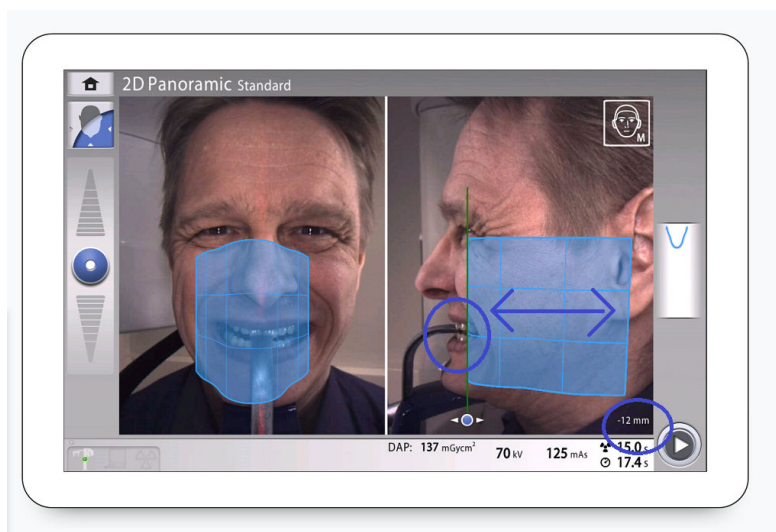 2D Panoramic Standard
M
-12 mm
DAP: 137 mGycm² 70 kV 125 mAs 15.0 s
17.4 s